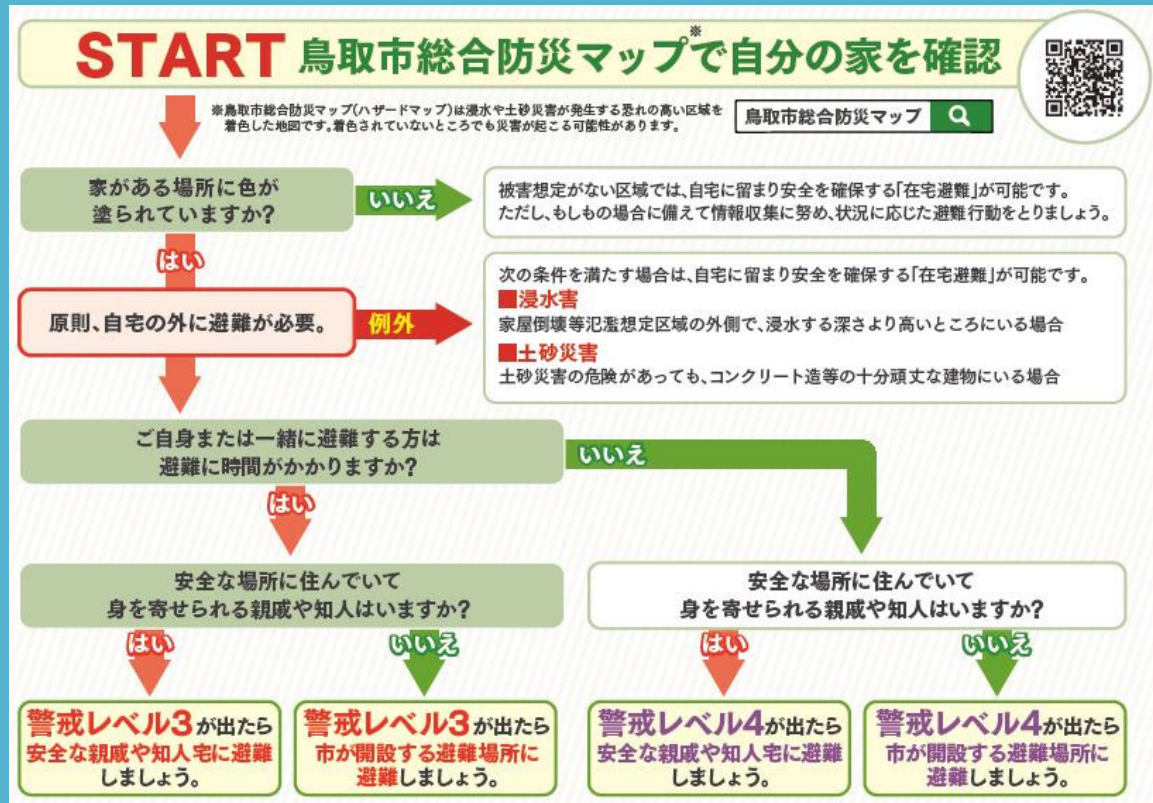 START 鳥取市総合防災マップ※で自分の家を確認
※鳥取市総合防災マップ(ハザードマップ)は浸水や土砂災害が発生する恐れの高い区域を
着色した地図です。着色されていないところでも災害が起こる可能性があります。
鳥取市総合防災マップ
家がある場所に色が
塗られていますか?
いいえ
被害想定がない区域では、自宅に留まり安全を確保する「在宅避難」が可能です。
ただし、もしもの場合に備えて情報収集に努め、状況に応じた避難行動をとりましょう。
はい
原則、自宅の外に避難が必要。
例外
次の条件を満たす場合は、自宅に留まり安全を確保する「在宅避難」が可能です。
■浸水害
家屋倒壊等氾濫想定区域の外側で、浸水する深さより高いところにいる場合
■土砂災害
土砂災害の危険があっても、コンクリート造等の十分頑丈な建物にいる場合
ご自身または一緒に避難する方は
避難に時間がかかりますか?
いいえ
はい
安全な場所に住んでいて
身を寄せられる親戚や知人はいますか?
安全な場所に住んでいて
身を寄せられる親戚や知人はいますか?
はい
いいえ
はい
いいえ
警戒レベル3が出たら
安全な親戚や知人宅に避難
しましょう。
警戒レベル3が出たら
市が開設する避難場所に
避難しましょう。
警戒レベル4が出たら
安全な親戚や知人宅に避難
しましょう。
警戒レベル4が出たら
市が開設する避難場所に
避難しましょう。